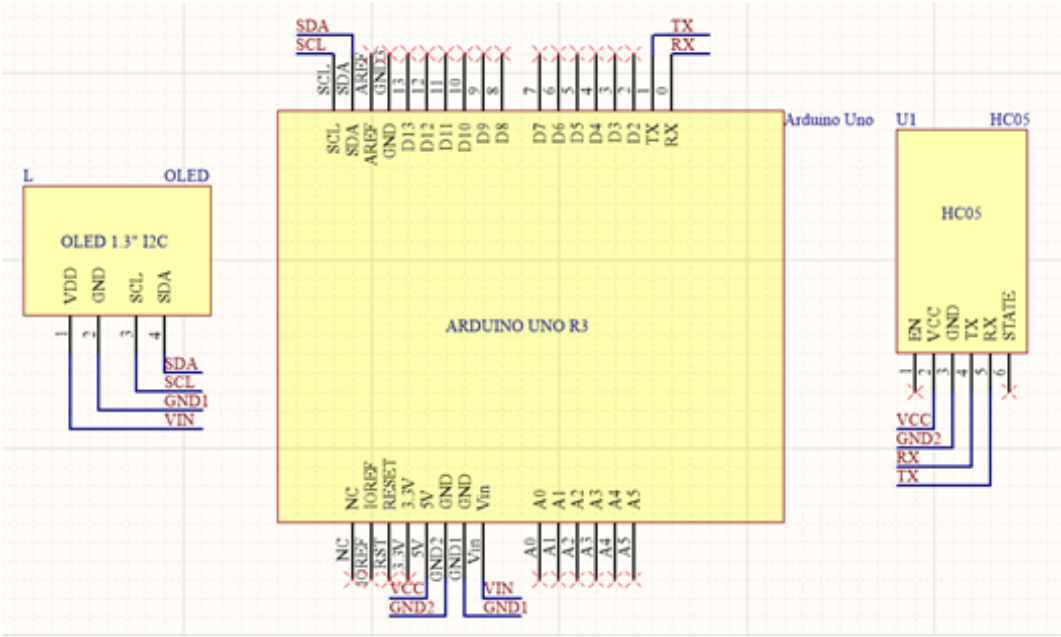 SDA
SCL
TX
RX
SCL
SDA
AREF
GND3
13
12
11
10
9
8
7
6
5
4
3
2
1
0
SCL
SDA
AREF
GND
D13
D12
D11
D10
D9
D8
D7
D6
D5
D4
D3
D2
TX
RX
Arduino Uno
U1
HC05
L
OLED
OLED 1.3" I2C
HC05
VDD
GND
SCL
SDA
1
2
3
4
SDA
SCL
GND1
VIN
ARDUINO UNO R3
EN
VCC
GND
TX
RX
STATE
1
2
3
4
5
6
VCC
GND2
RX
TX
NC
IOREF
RESET
3.3V
5V
GND
GND
Vin
A0
A1
A2
A3
A4
A5
NC
IOREF
RST
3.3V
5V
GND2
GND1
Vin
A0
A1
A2
A3
A4
A5
VCC
GND2
VIN
GND1